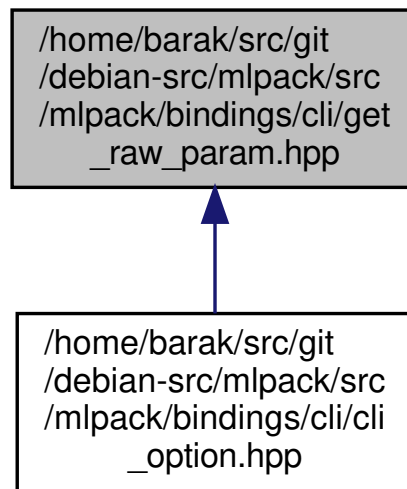 /home/barak/src/git
/debian-src/mlpack/src
/mlpack/bindings/cli/get
_raw_param.hpp
/home/barak/src/git
/debian-src/mlpack/src
/mlpack/bindings/cli/cli
_option.hpp